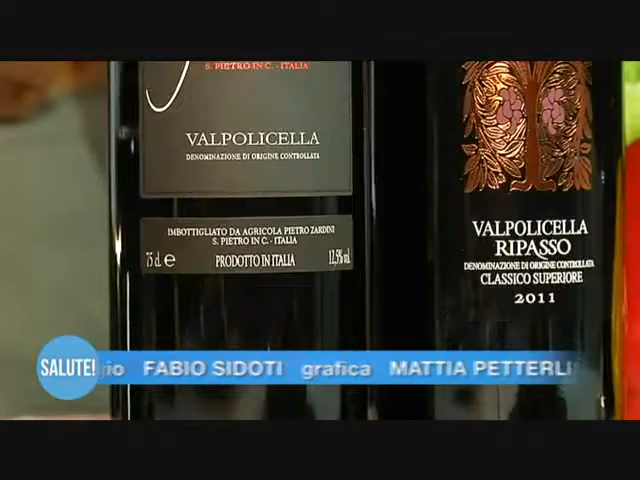 S. PIETRO IN C. - ITALIA
VALPOLICELLA
DENOMINAZIONE DI ORIGINE CONTROLLATA
IMBOTTIGLIATO DA AGRICOLA PIETRO ZARDINI
S. PIETRO IN C. - ITALIA
75 cl. e PRODOTTO IN ITALIA 12,5% vol.
VALPOLICELLA
RIPASSO
DENOMINAZIONE DI ORIGINE CONTROLLATA
CLASSICO SUPERIORE
2011
SALUTE! gio FABIO SIDOTI grafica MATTIA PETTERLI